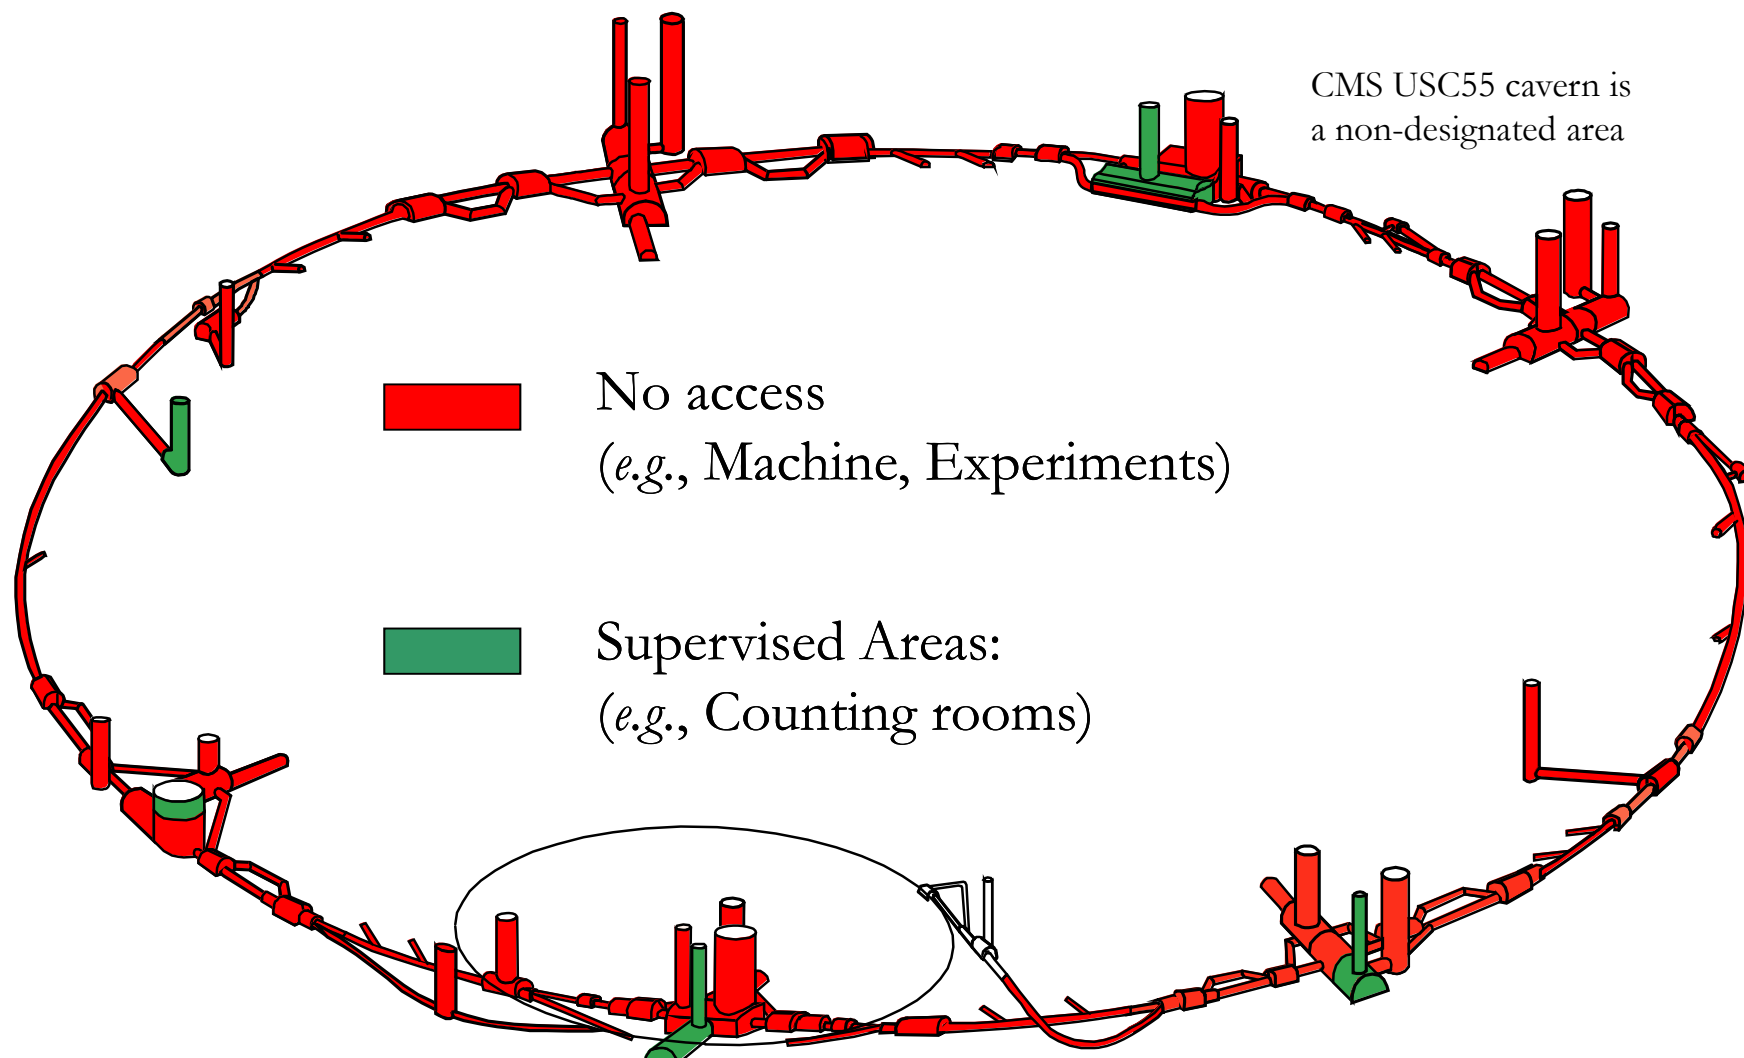 CMS USC55 cavern is
a non-designated area
No access
(e.g., Machine, Experiments)
Supervised Areas:
(e.g., Counting rooms)